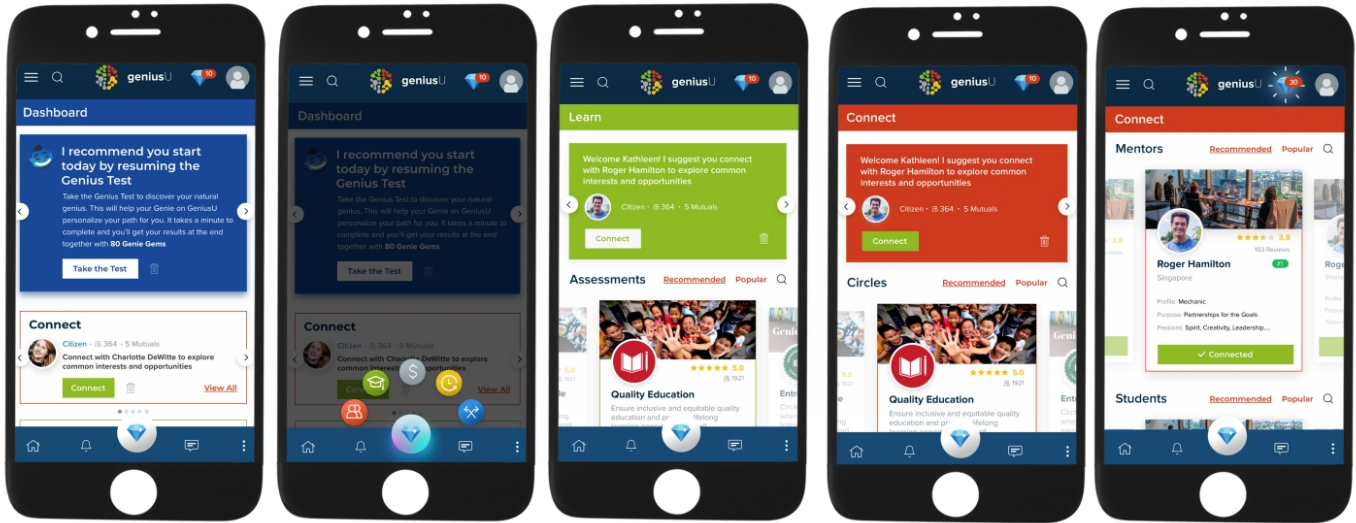 geniusU 10
Dashboard
I recommend you start
today by resuming the
Genius Test
Take the Genius Test to discover your natural
genius. This will help your Genie on GeniusU
personalize your path for you. It takes a minute to
complete and you'll get your results at the end
together with 80 Genie Gems
Take the Test
Connect
Citizen - 364 • 5 Mutuals
Connect with Charlotte DeWitte to explore
common interests and opportunities
Connect View All
geniusU 10
Dashboard
I recommend you start
today by resuming the
Genius Test
Take the Genius Test to discover your natural
genius. This will help your Genie on GeniusU
personalize your path for you. It takes a minute to
complete and you'll get your results at the end
together with 80 Genie Gems
Take the Test
Connect
Citizen - 364 • 5 Mutuals
Connect with Charlotte DeWitte to explore
common interests and opportunities
View All
$
geniusU 10
Learn
Welcome Kathleen! I suggest you connect
with Roger Hamilton to explore common
interests and opportunities
Citizen • 364 • 5 Mutuals
Connect
Assessments Recommended Popular
5.0
1921
Quality Education
Ensure inclusive and equitable quality
education and lifelong
geniusU 10
Connect
Welcome Kathleen! I suggest you connect
with Roger Hamilton to explore common
interests and opportunities
Citizen • 364 • 5 Mutuals
Connect
Circles Recommended Popular
5.0
1921
Quality Education
Ensure inclusive and equitable quality
education and lifelong
geniusU 30
Connect
Mentors Recommended Popular
3.8
103 Reviews
Roger Hamilton #1
Singapore
Profile: Mechanic
Purpose: Partnerships for the Goals
Passions: Spirit, Creativity, Leadership...
✓ Connected
Students Recommended Popular